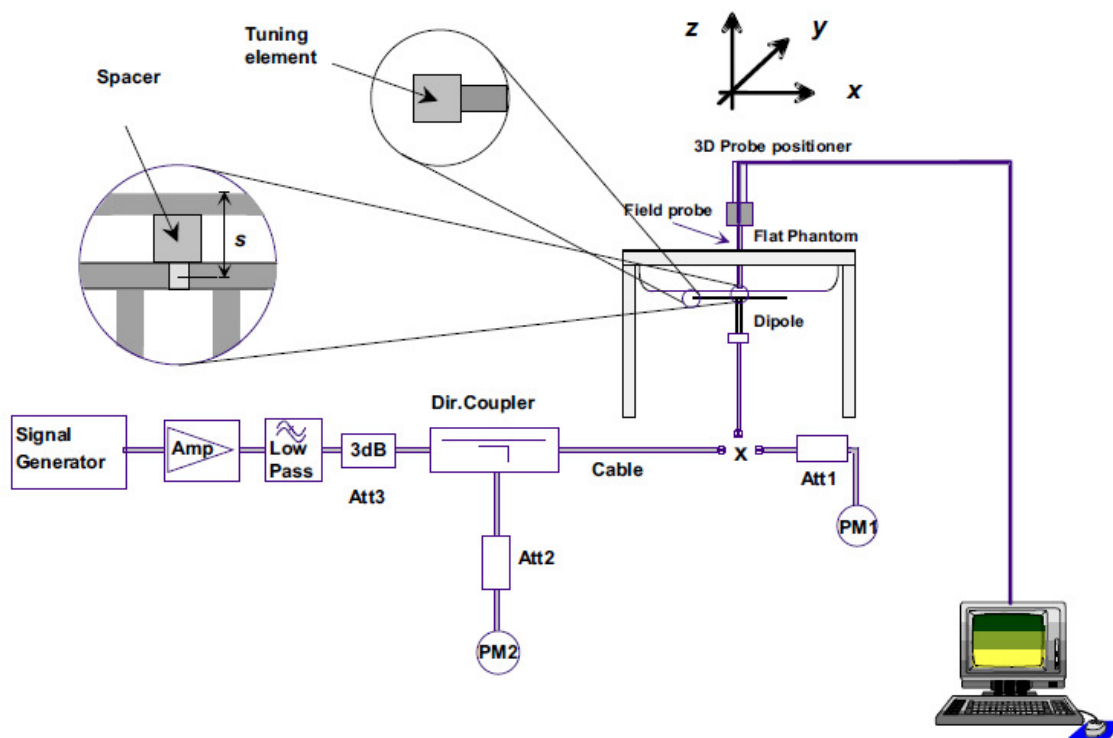 Tuning
element
Spacer
s
z
y
x
3D Probe positioner
Field probe
Flat Phantom
Dipole
Dir.Coupler
Signal
Generator
Amp
Low
Pass
3dB
Att3
Cable
X
Att1
PM1
Att2
PM2